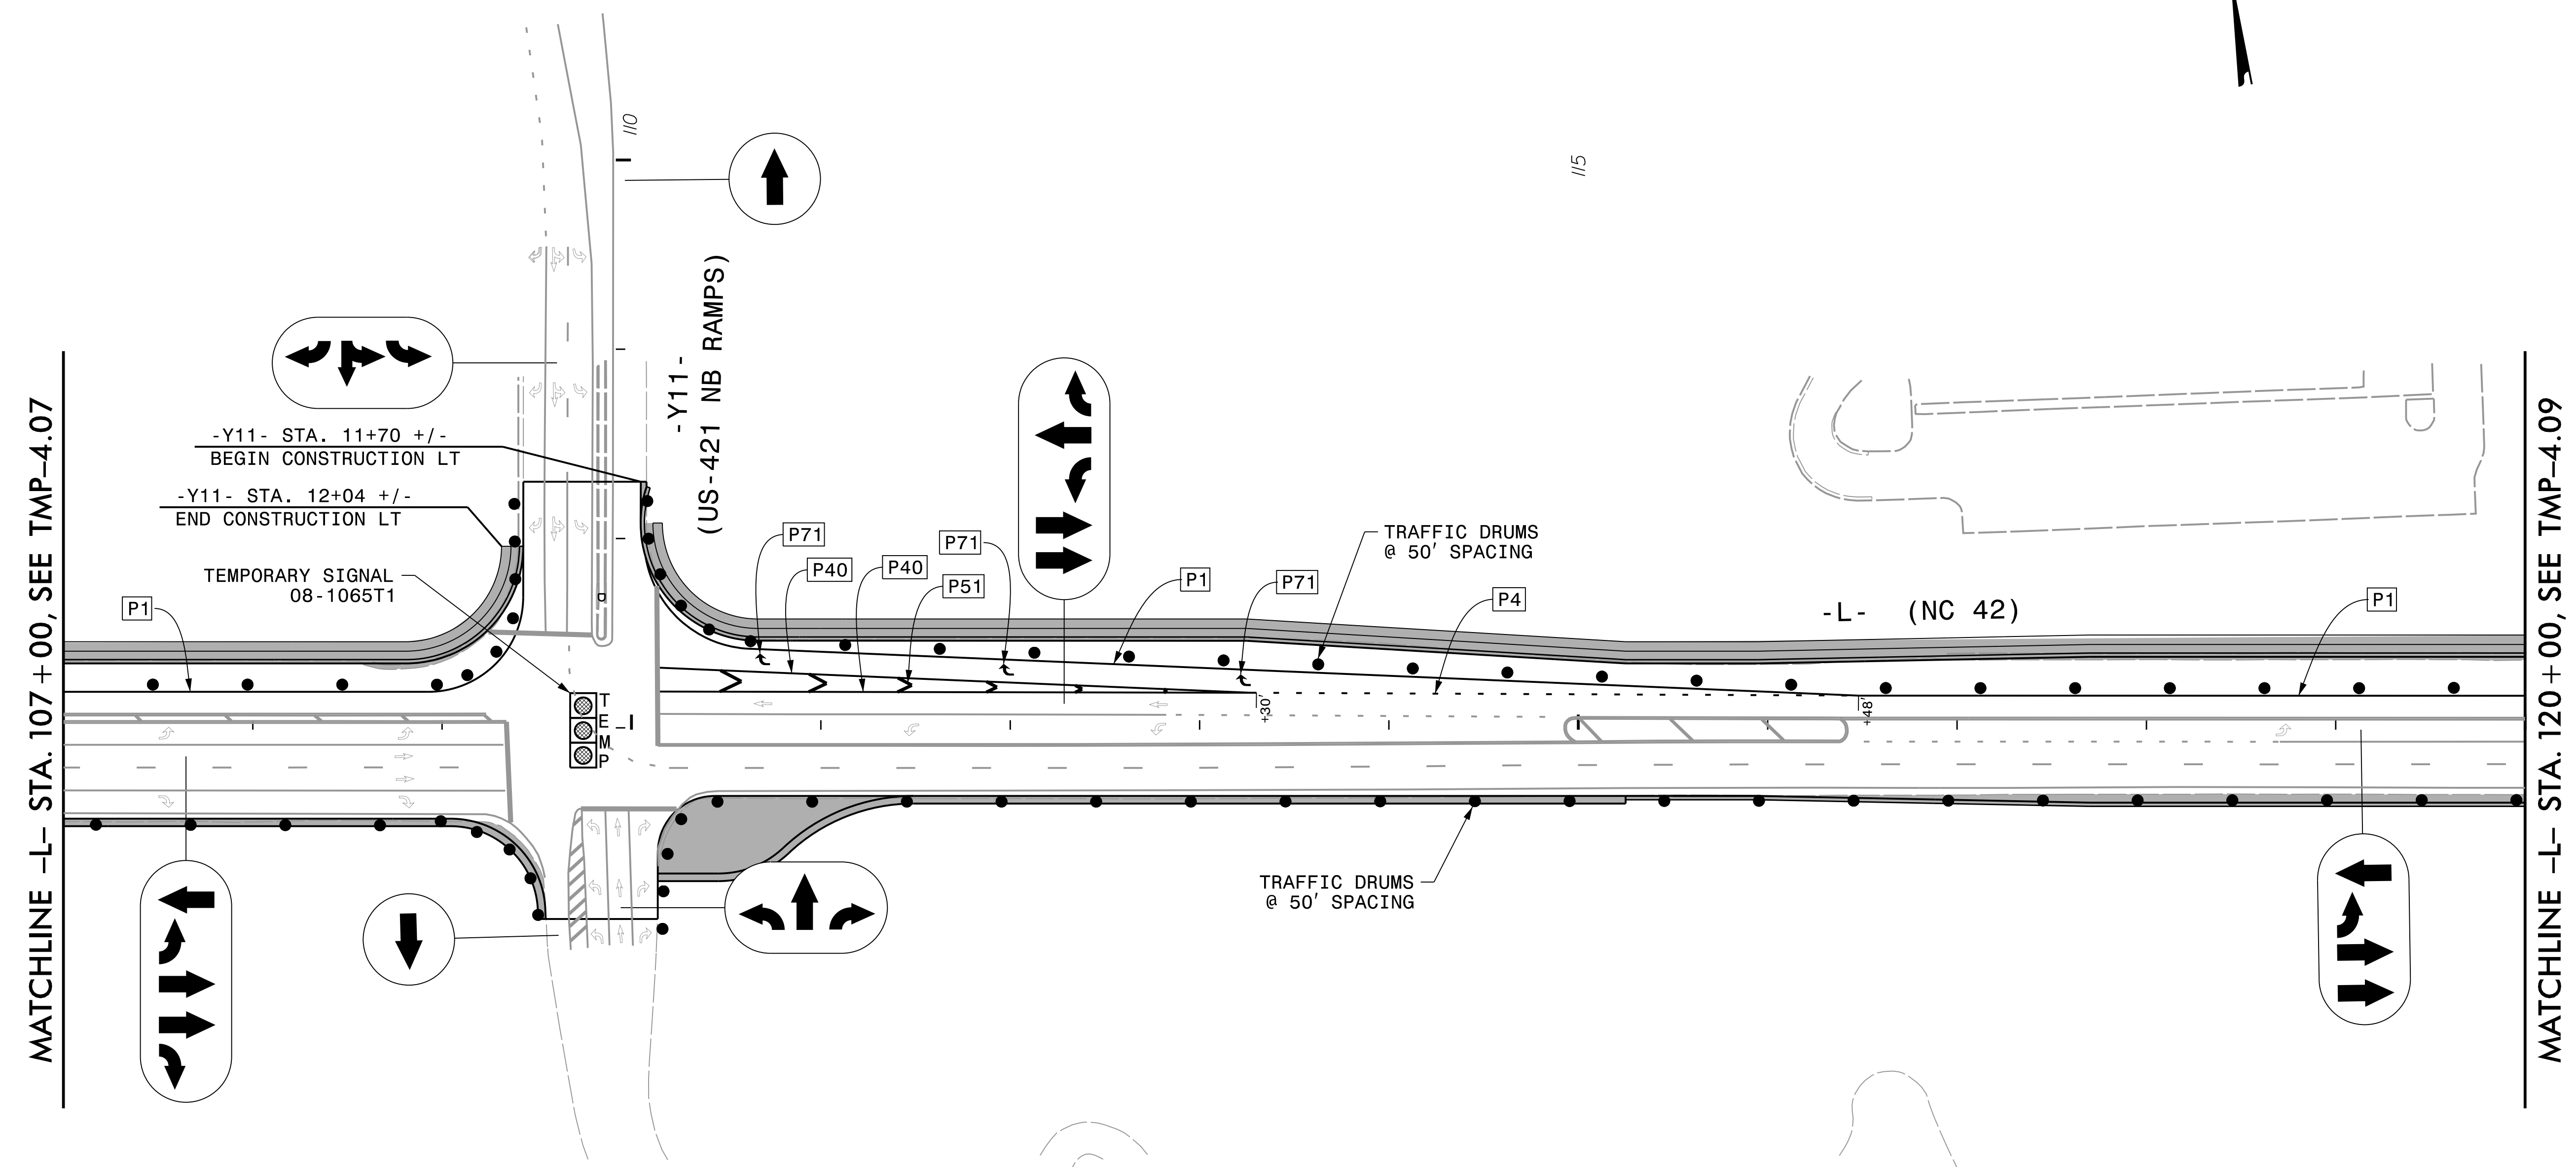 MATCHLINE –L– STA. 107+00, SEE TMP–4.07
110
115
-Y11-
(US-421 NB RAMPS)
-Y11- STA. 11+70 +/-
BEGIN CONSTRUCTION LT
-Y11- STA. 12+04 +/-
END CONSTRUCTION LT
TEMPORARY SIGNAL
08-1065T1
P1
P71
P40
P40
P71
P51
P1
P71
TRAFFIC DRUMS
@ 50' SPACING
P4
-L- (NC 42)
P1
TEMP
+30'
+48'
TRAFFIC DRUMS
@ 50' SPACING
MATCHLINE –L– STA. 120+00, SEE TMP–4.09